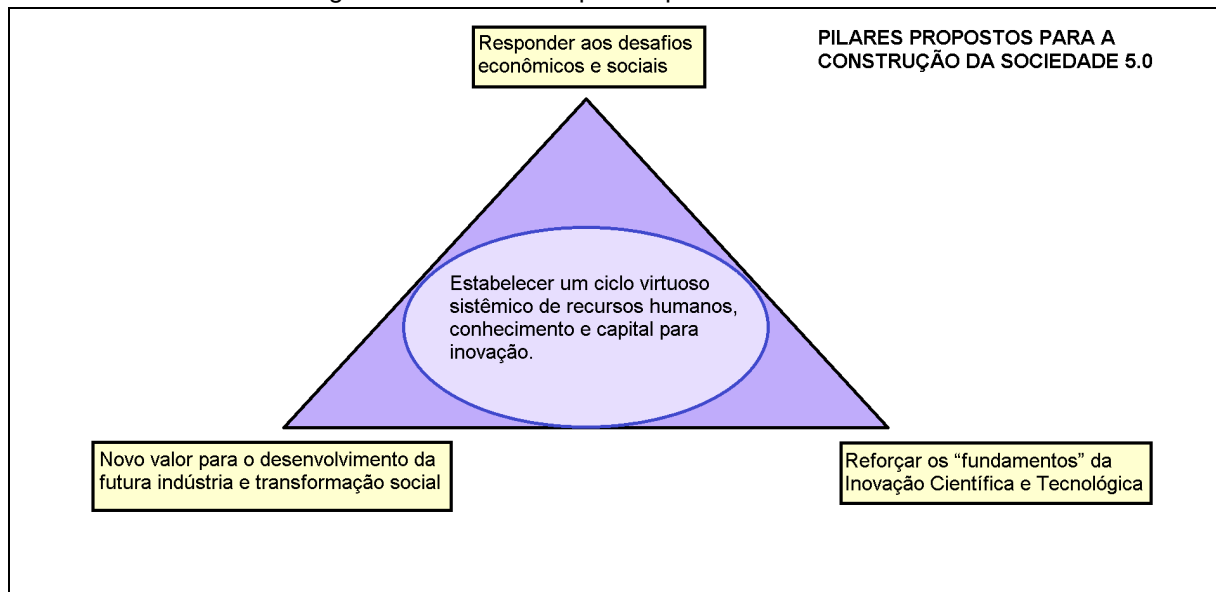 Responder aos desafios
econômicos e sociais
PILARES PROPOSTOS PARA A
CONSTRUÇÃO DA SOCIEDADE 5.0
Estabelecer um ciclo virtuoso
sistêmico de recursos humanos,
conhecimento e capital para
inovação.
Novo valor para o desenvolvimento da
futura indústria e transformação social
Reforçar os “fundamentos” da
Inovação Científica e Tecnológica